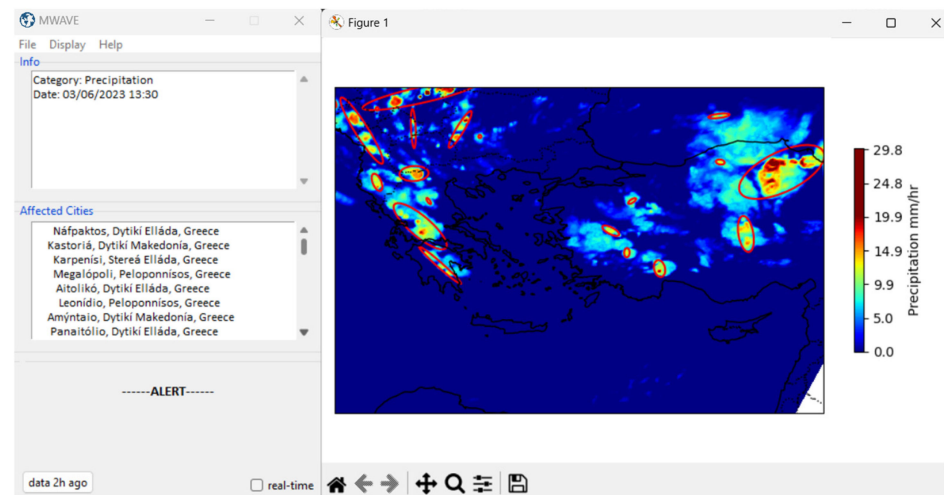 MWAVE
File Display Help
Info
Category: Precipitation
Date: 03/06/2023 13:30
Affected Cities
Náfpaktos, Dytikí Elláda, Greece
Kastoriá, Dytikí Makedonía, Greece
Karpenísi, Stereá Elláda, Greece
Megalópoli, Peloponnísos, Greece
Aitolikó, Dytikí Elláda, Greece
Leonídio, Peloponnísos, Greece
Amýntaio, Dytikí Makedonía, Greece
Panaitólio, Dytikí Elláda, Greece
------ALERT------
data 2h ago
real-time
Figure 1
29.8
24.8
19.9
14.9
9.9
5.0
0.0
Precipitation mm/hr